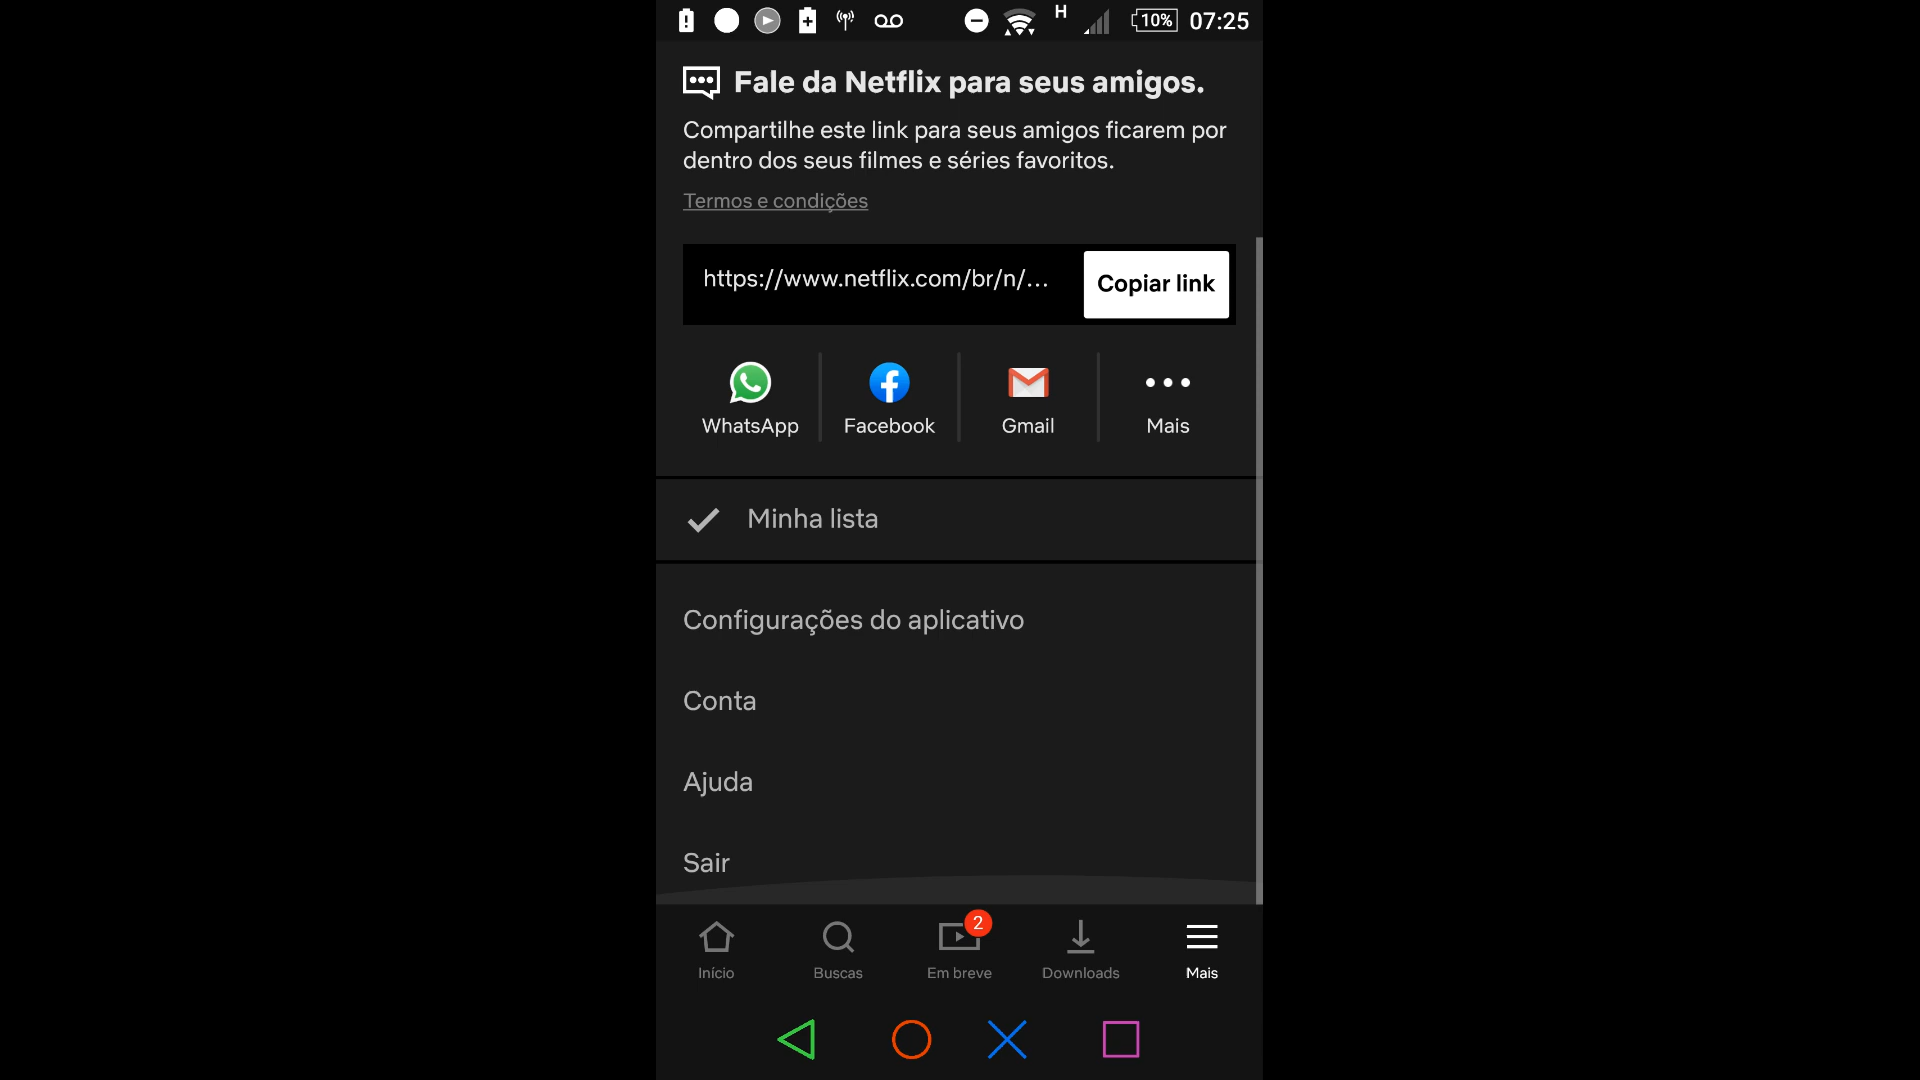 H 10% 07:25
Fale da Netflix para seus amigos.
Compartilhe este link para seus amigos ficarem por
dentro dos seus filmes e séries favoritos.
Termos e condições
https://www.netflix.com/br/n/... Copiar link
WhatsApp Facebook Gmail Mais
Minha lista
Configurações do aplicativo
Conta
Ajuda
Sair
2
Início Buscas Em breve Downloads Mais